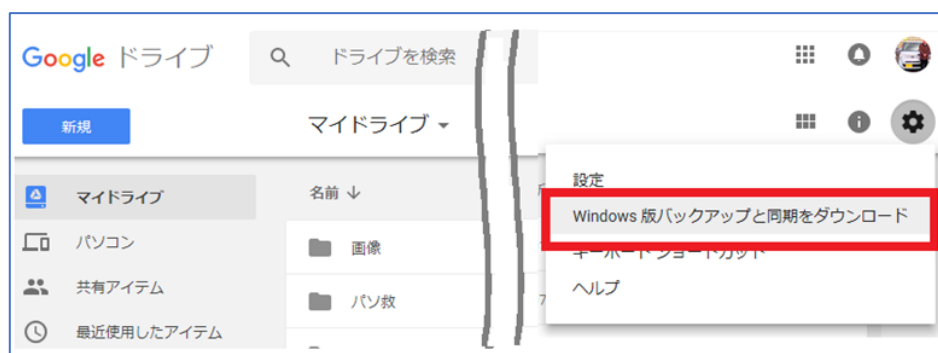 Google ドライブ
ドライブを検索
新規
マイドライブ
マイドライブ
名前
設定
Windows 版バックアップと同期をダウンロード
キーボード ショートカット
ヘルプ
パソコン
画像
共有アイテム
パソ救
7
最近使用したアイテム